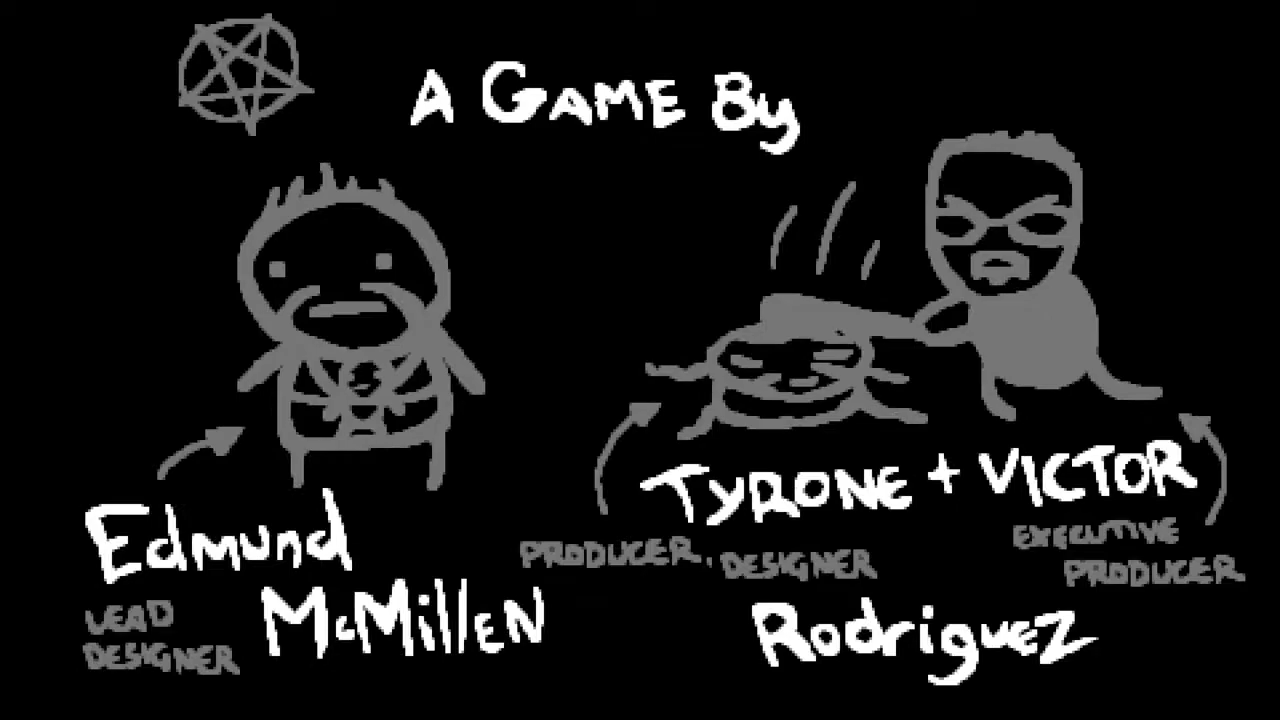 A GAME By
TYRONE + VICTOR
Edmund
PRODUCER, DESIGNER
EXECUTIVE
PRODUCER
McMillEN
LEAD
DESIGNER
RodriguEZ